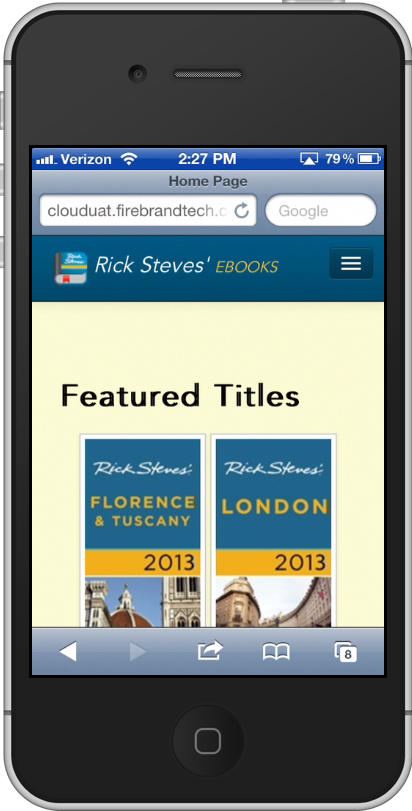 Verizon 2:27 PM 79%
Home Page
clouduat.firebrandtech.c Google
Rick Steves' EBOOKS
Featured Titles
Rick Steves' Rick Steves'
FLORENCE LONDON
& TUSCANY
2013 2013
8